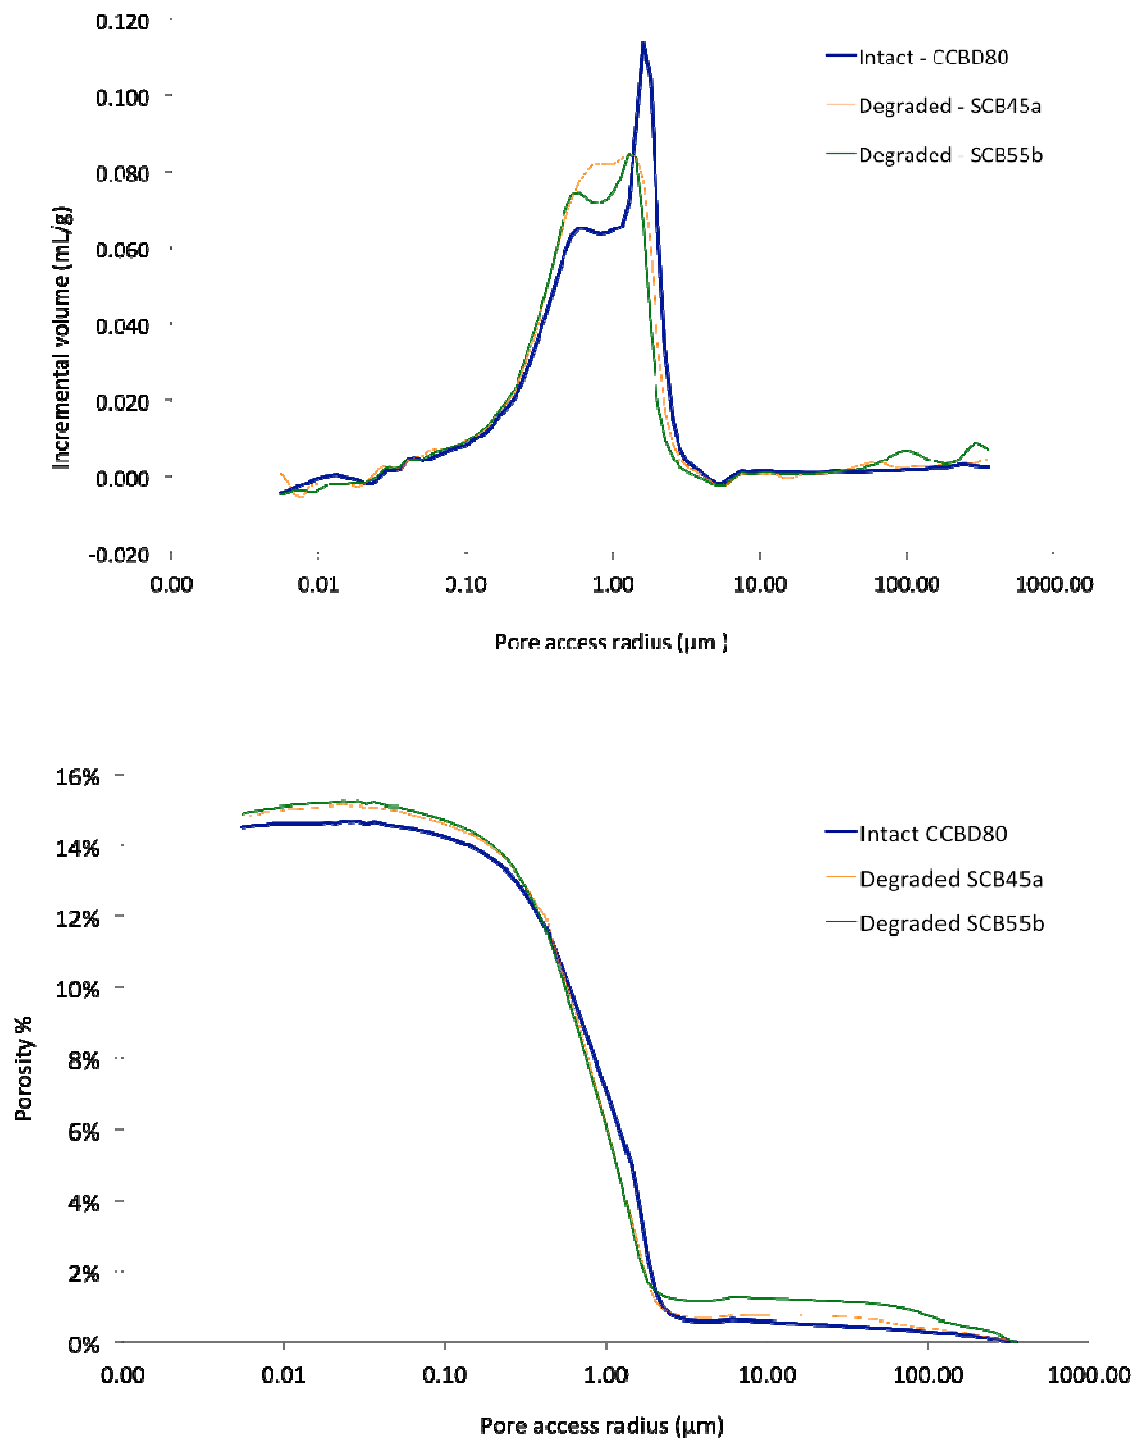 0.120
0.100
0.080
0.060
0.040
0.020
0.000
-0.020
Incremental volume (mL/g)
Intact - CCBD80
Degraded - SCB45a
Degraded - SCB55b
0.00 0.01 0.10 1.00 10.00 100.00 1000.00
Pore access radius (µm )
16%
14%
12%
10%
8%
6%
4%
2%
0%
Porosity %
Intact CCBD80
Degraded SCB45a
Degraded SCB55b
0.00 0.01 0.10 1.00 10.00 100.00 1000.00
Pore access radius (µm)